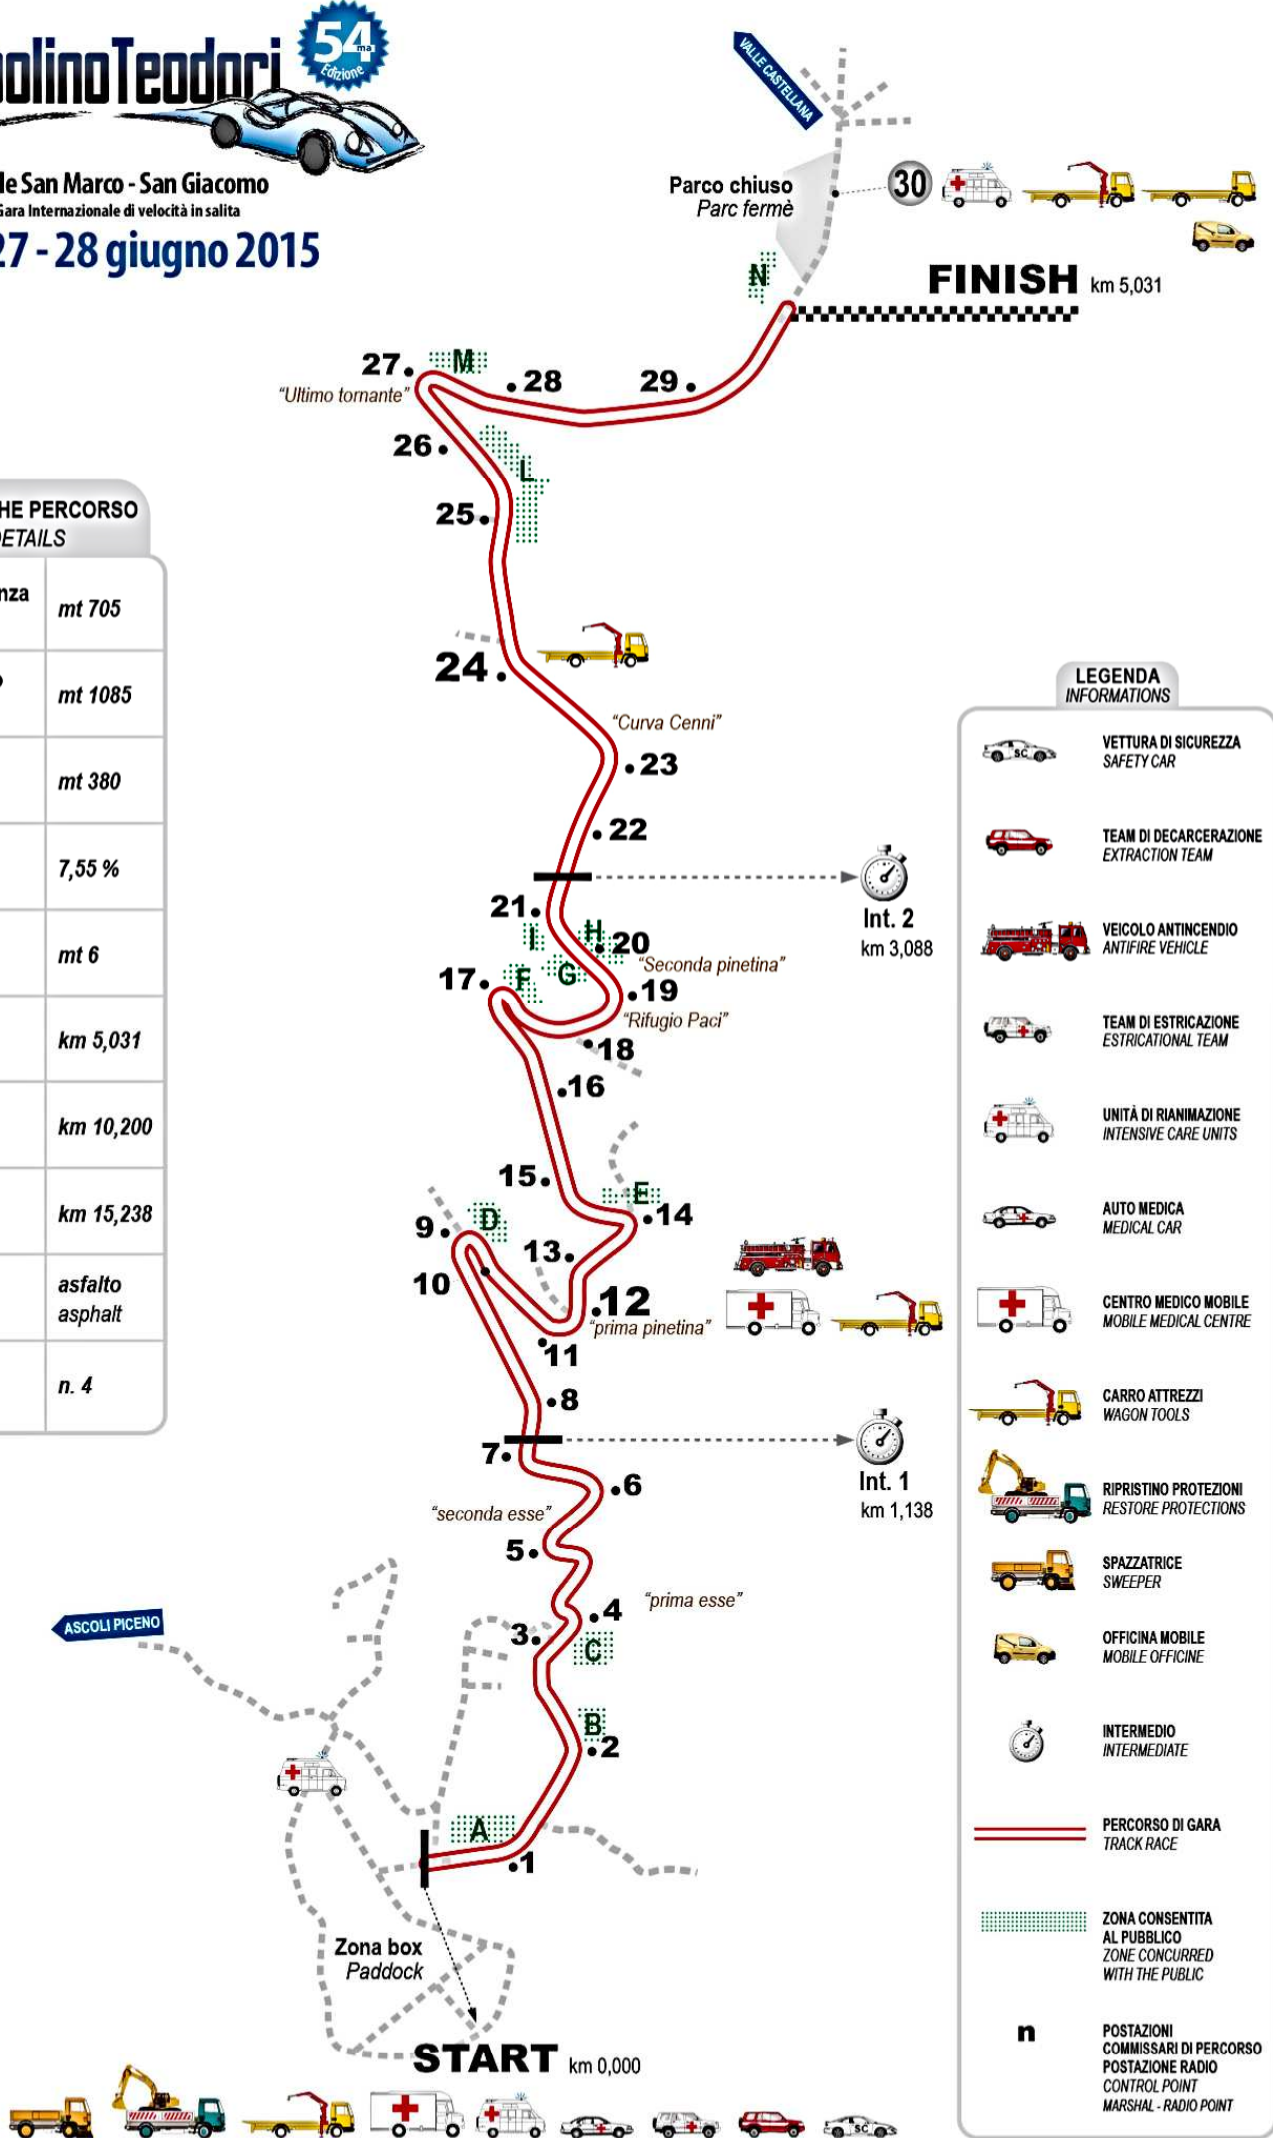 olinoTeodori
54ma
Edizione
le San Marco - San Giacomo
Gara Internazionale di velocità in salita
27 - 28 giugno 2015
VALLE CASTELLANA
Parco chiuso
Parc fermè
30
N
FINISH km 5,031
27
M
"Ultimo tornante"
28
29
26
L
25
HE PERCORSO
DETAILS
nza
mt 705
mt 1085
mt 380
7,55 %
mt 6
km 5,031
km 10,200
km 15,238
asfalto
asphalt
n. 4
24
"Curva Cenni"
23
22
Int. 2
km 3,088
21
I
H
20
"Seconda pinetina"
17
F
G
19
"Rifugio Paci"
18
16
15
E
14
9
D
13
10
12
"prima pinetina"
11
8
7
Int. 1
km 1,138
6
"seconda esse"
5
"prima esse"
4
3
C
ASCOLI PICENO
B
2
A
1
Zona box
Paddock
START km 0,000
SC
LEGENDA
INFORMATIONS
SC
VETTURA DI SICUREZZA
SAFETY CAR
TEAM DI DECARCERAZIONE
EXTRACTION TEAM
VEICOLO ANTINCENDIO
ANTIFIRE VEHICLE
TEAM DI ESTRICAZIONE
ESTRICATIONAL TEAM
UNITÀ DI RIANIMAZIONE
INTENSIVE CARE UNITS
AUTO MEDICA
MEDICAL CAR
CENTRO MEDICO MOBILE
MOBILE MEDICAL CENTRE
CARRO ATTREZZI
WAGON TOOLS
RIPRISTINO PROTEZIONI
RESTORE PROTECTIONS
SPAZZATRICE
SWEEPER
OFFICINA MOBILE
MOBILE OFFICINE
INTERMEDIO
INTERMEDIATE
PERCORSO DI GARA
TRACK RACE
ZONA CONSENTITA
AL PUBBLICO
ZONE CONCURRED
WITH THE PUBLIC
n
POSTAZIONI
COMMISSARI DI PERCORSO
POSTAZIONE RADIO
CONTROL POINT
MARSHAL - RADIO POINT